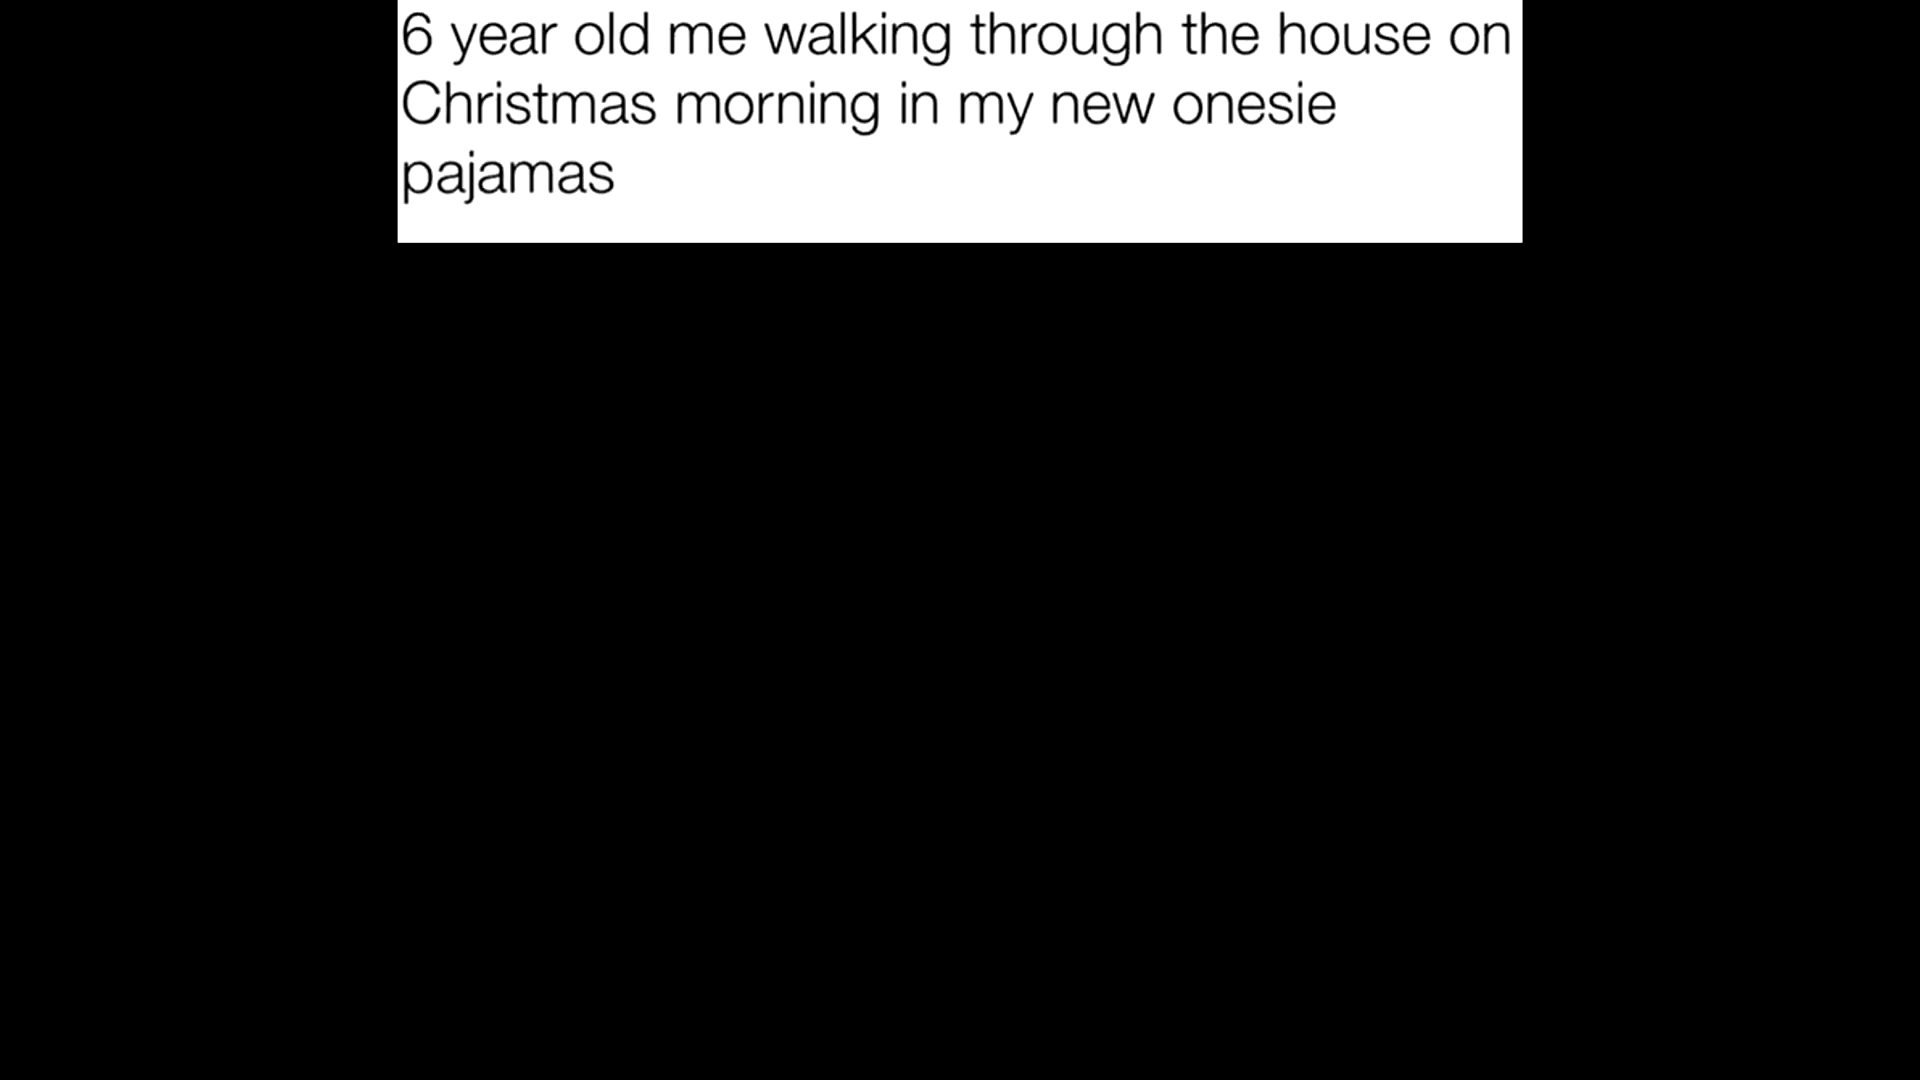 6 year old me walking through the house on
Christmas morning in my new onesie
pajamas